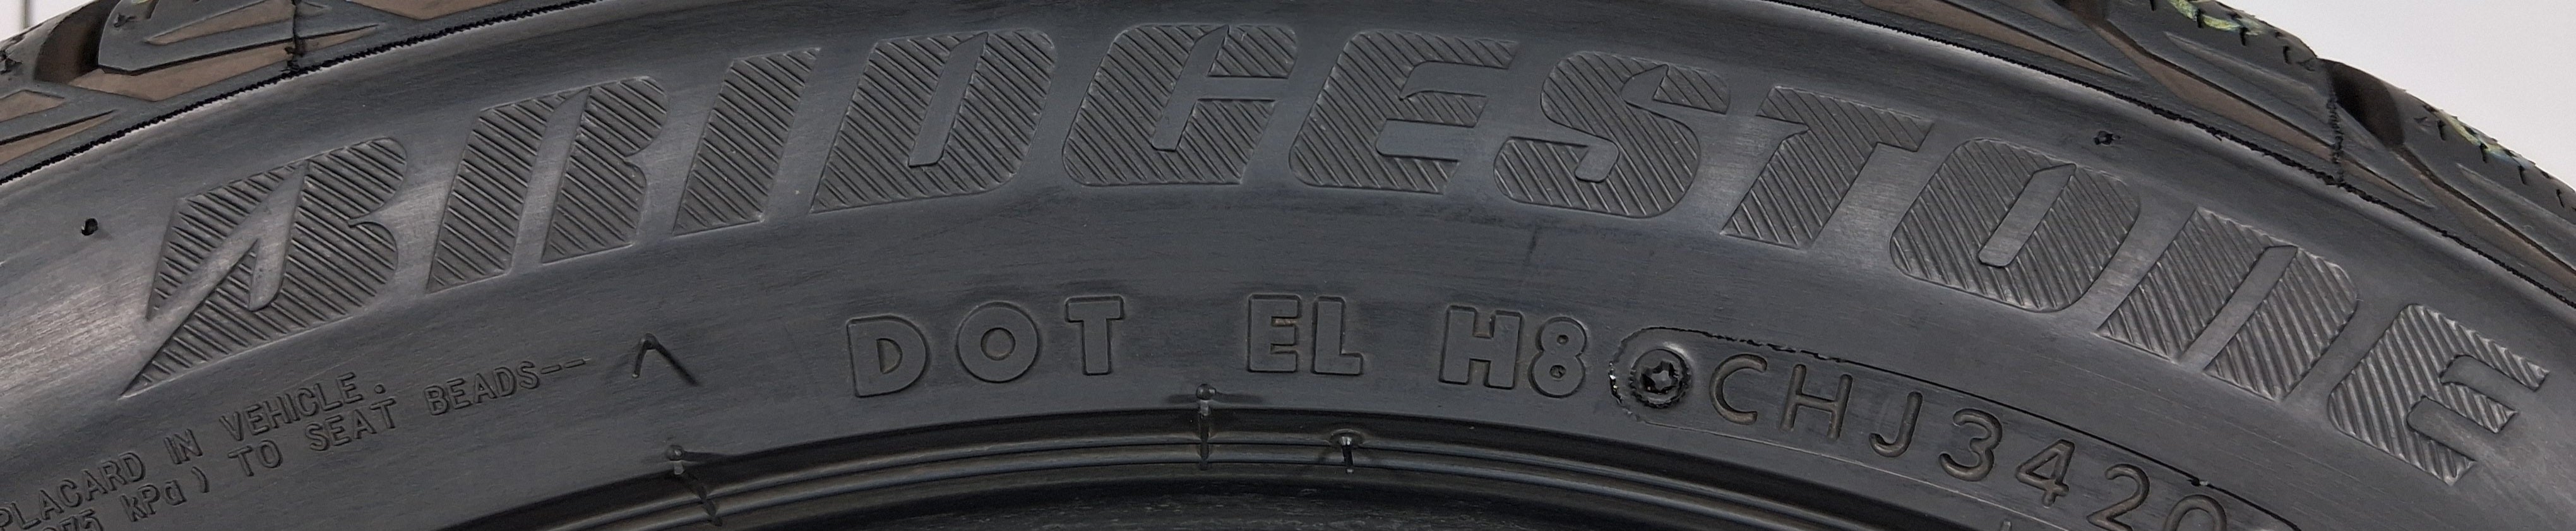 BRIDGESTONE
DOT EL H8 CHJ3420
PLACARD IN VEHICLE.
kPa) TO SEAT BEADS--